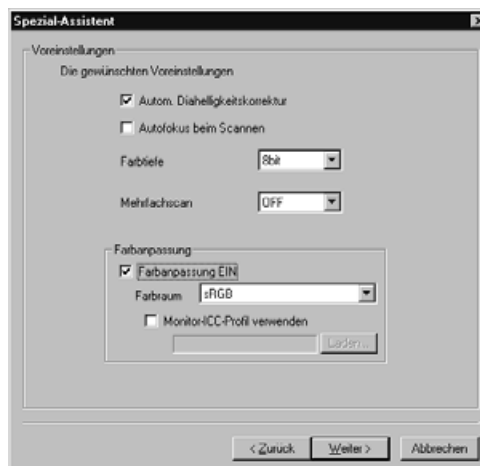 Spezial-Assistent
Voreinstellungen
Die gewünschten Voreinstellungen
Autom. Diahelligkeitskorrektur
Autofokus beim Scannen
Farbtiefe 8bit
Mehrfachscan OFF
Farbanpassung
Farbanpassung EIN
Farbraum sRGB
Monitor-ICC-Profil verwenden
Laden...
< Zurück Weiter > Abbrechen